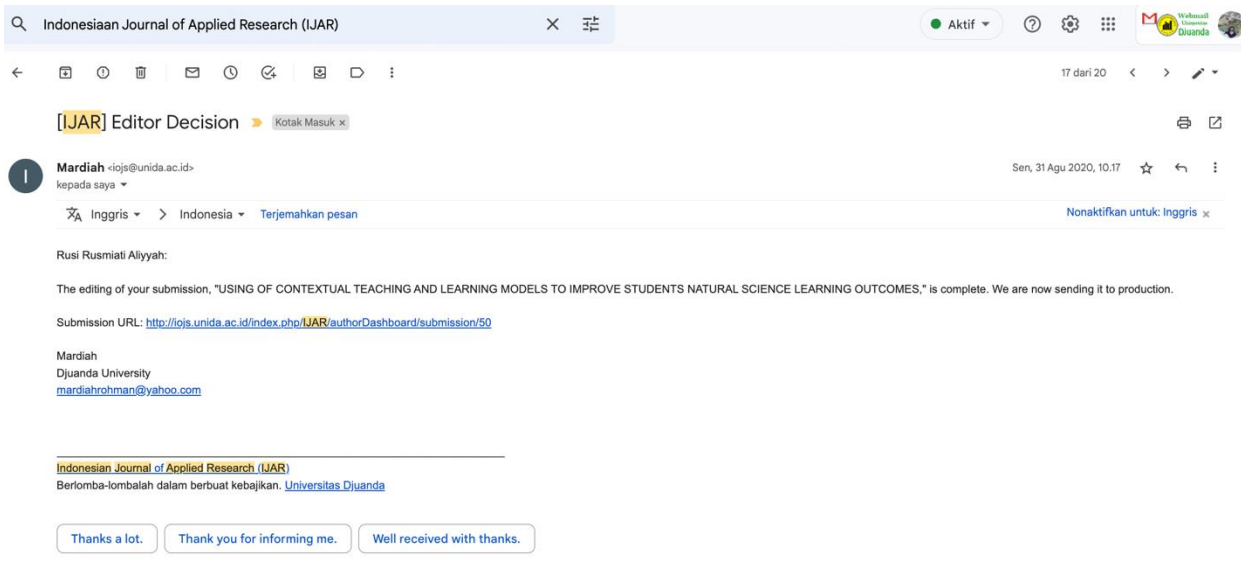 Indonesiaan Journal of Applied Research (IJAR)
Aktif
Webmail
Universitas
Djuanda
17 dari 20
[IJAR] Editor Decision
Kotak Masuk ×
I
Mardiah <iojs@unida.ac.id>
Sen, 31 Agu 2020, 10.17
kepada saya
Inggris > Indonesia Terjemahkan pesan
Nonaktifkan untuk: Inggris ×
Rusi Rusmiati Aliyyah:
The editing of your submission, "USING OF CONTEXTUAL TEACHING AND LEARNING MODELS TO IMPROVE STUDENTS NATURAL SCIENCE LEARNING OUTCOMES," is complete. We are now sending it to production.
Submission URL: http://iojs.unida.ac.id/index.php/IJAR/authorDashboard/submission/50
Mardiah
Djuanda University
mardiahrohman@yahoo.com
Indonesian Journal of Applied Research (IJAR)
Berlomba-lombalah dalam berbuat kebajikan. Universitas Djuanda
Thanks a lot.
Thank you for informing me.
Well received with thanks.